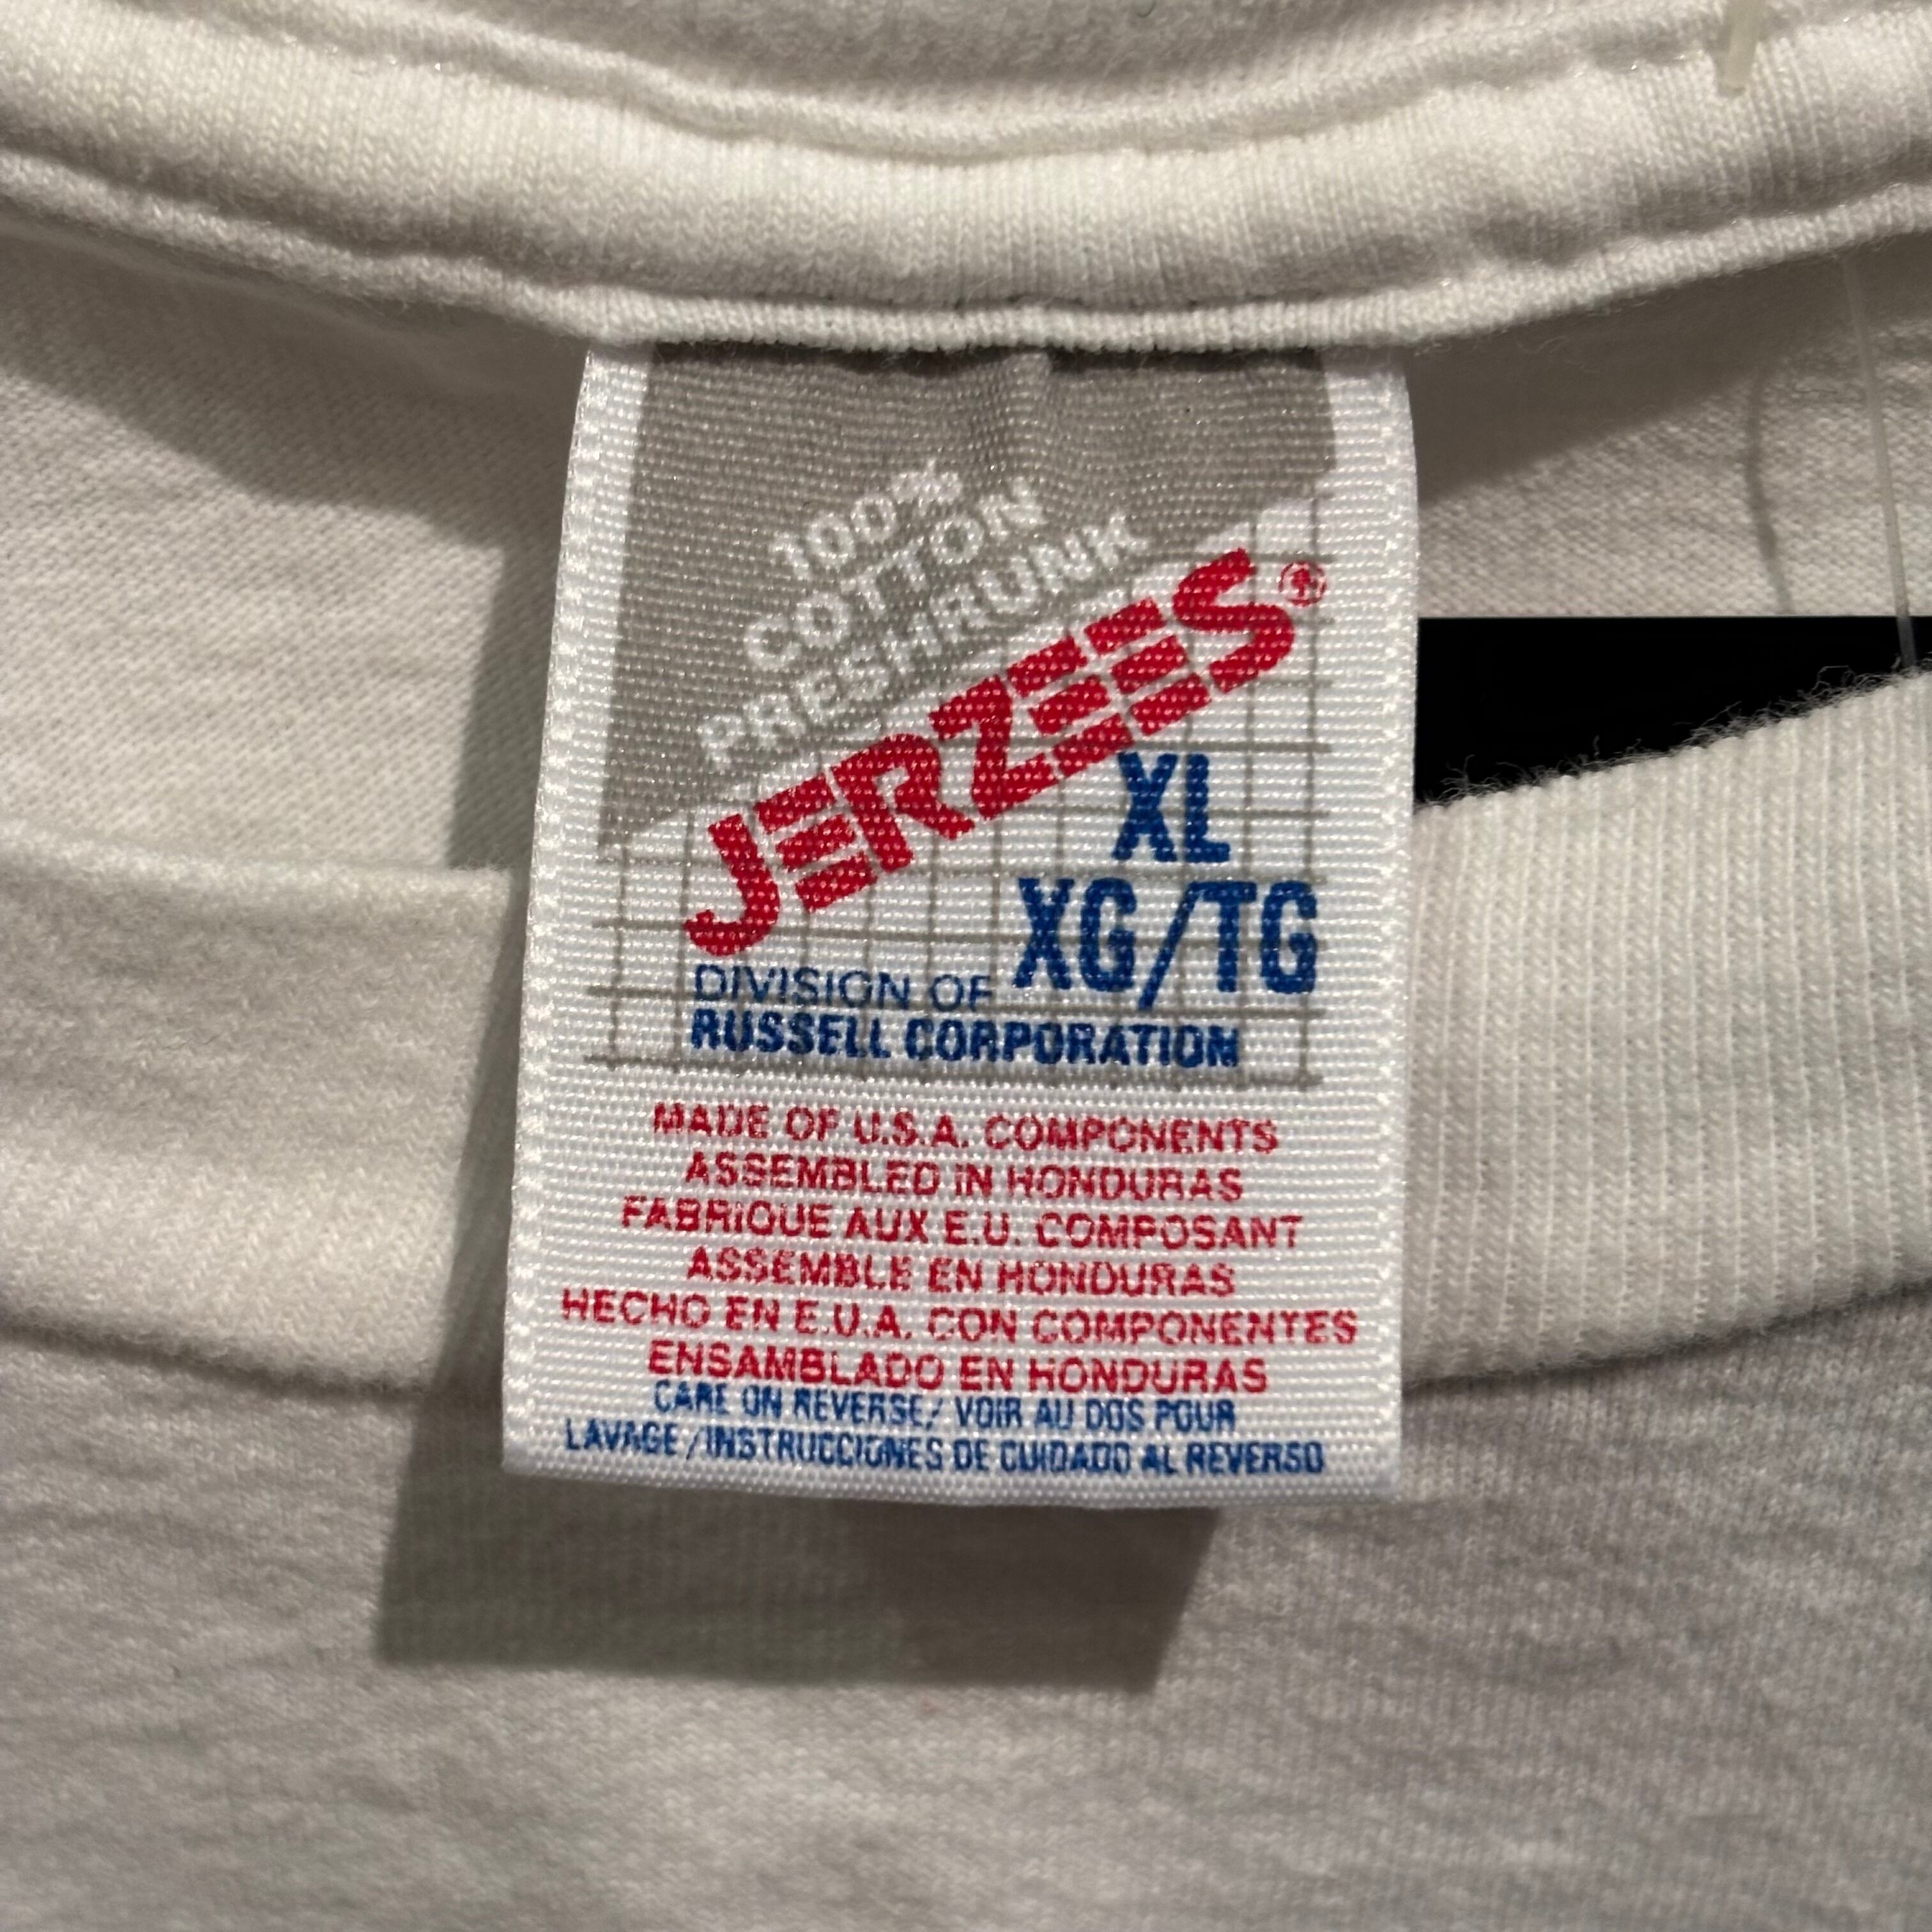 100%
COTTON
PRESHRUNK
JERZEES®
XL
XG/TG
DIVISION OF
RUSSELL CORPORATION
MADE OF U.S.A. COMPONENTS
ASSEMBLED IN HONDURAS
FABRIQUE AUX E.U. COMPOSANT
ASSEMBLE EN HONDURAS
HECHO EN E.U.A. CON COMPONENTES
ENSAMBLADO EN HONDURAS
CARE ON REVERSE/ VOIR AU DOS POUR
LAVAGE /INSTRUCCIONES DE CUIDADO AL REVERSO